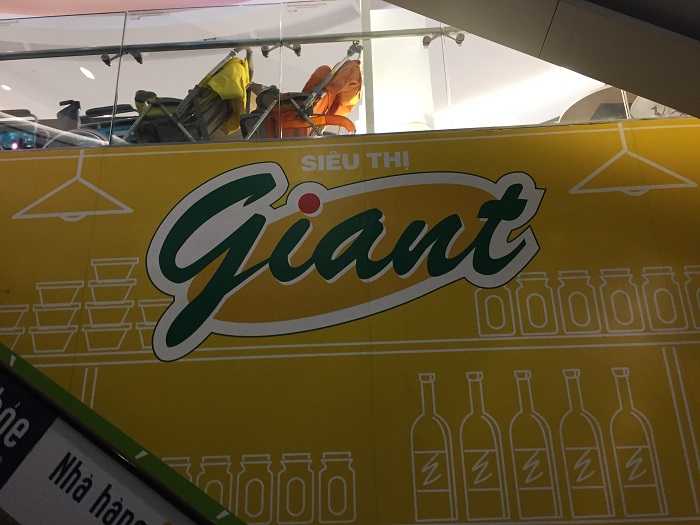 SIÊU THỊ
giant
Nhà hàng